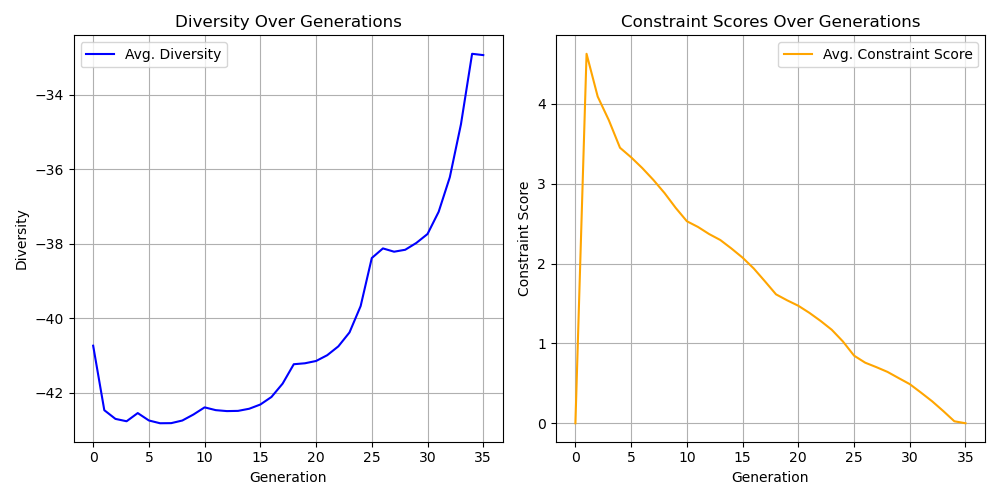 Diversity Over Generations
Avg. Diversity
−34
−36
−38
−40
−42
Diversity
0 5 10 15 20 25 30 35
Generation
Constraint Scores Over Generations
Avg. Constraint Score
4
3
2
1
0
Constraint Score
0 5 10 15 20 25 30 35
Generation